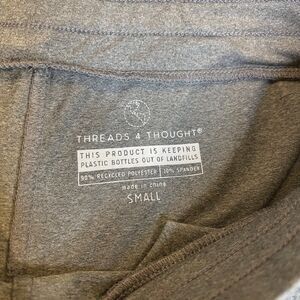 THREADS 4 THOUGHT®
THIS PRODUCT IS KEEPING
PLASTIC BOTTLES OUT OF LANDFILLS
90% RECYCLED POLYESTER | 10% SPANDEX
made in china
SMALL